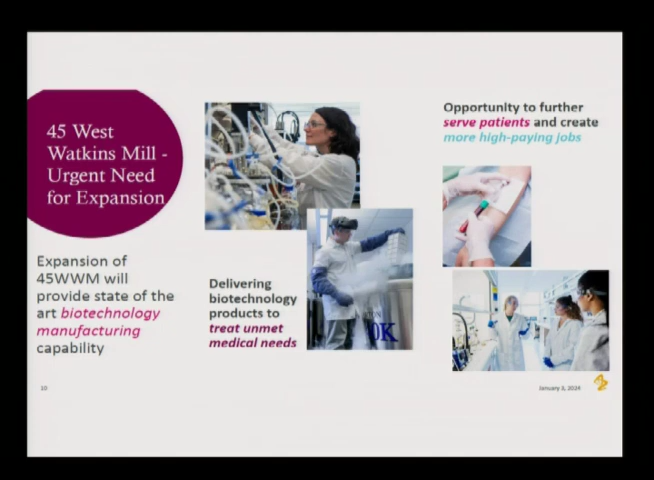 45 West
Watkins Mill -
Urgent Need
for Expansion
Expansion of
45WWM will
provide state of the
art biotechnology
manufacturing
capability
Delivering
biotechnology
products to
treat unmet
medical needs
Opportunity to further
serve patients and create
more high-paying jobs
10
January 3, 2024